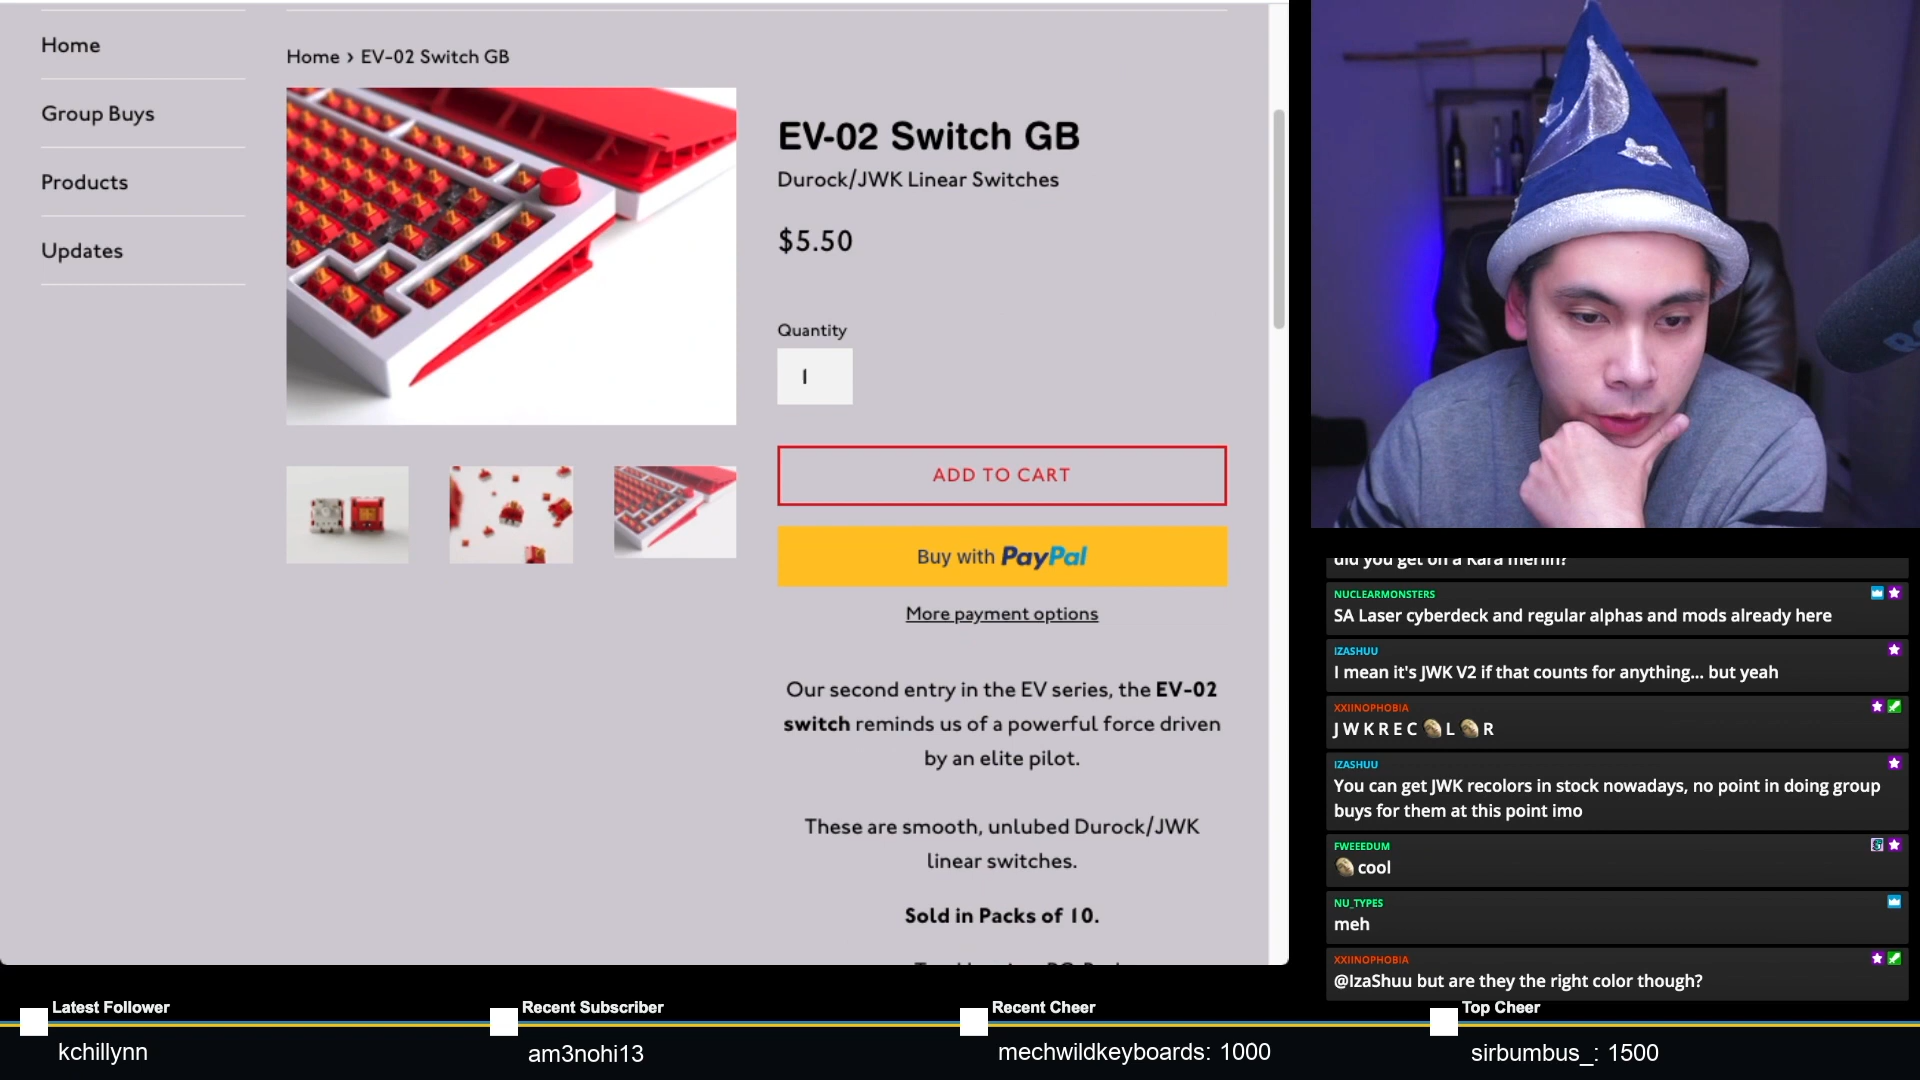 Home
Group Buys
Products
Updates
Home › EV-02 Switch GB
EV-02 Switch GB
Durock/JWK Linear Switches
$5.50
Quantity
1
ADD TO CART
Buy with PayPal
More payment options
Our second entry in the EV series, the EV-02
switch reminds us of a powerful force driven
by an elite pilot.
These are smooth, unlubed Durock/JWK
linear switches.
Sold in Packs of 10.
did you get on a Kara merlin?
NUCLEARMONSTERS
SA Laser cyberdeck and regular alphas and mods already here
IZASHUU
I mean it's JWK V2 if that counts for anything... but yeah
XXIINOPHOBIA
J W K R E C L R
IZASHUU
You can get JWK recolors in stock nowadays, no point in doing group
buys for them at this point imo
FWEEEDUM
cool
NU_TYPES
meh
XXIINOPHOBIA
@IzaShuu but are they the right color though?
Latest Follower
kchillynn
Recent Subscriber
am3nohi13
Recent Cheer
mechwildkeyboards: 1000
Top Cheer
sirbumbus_: 1500